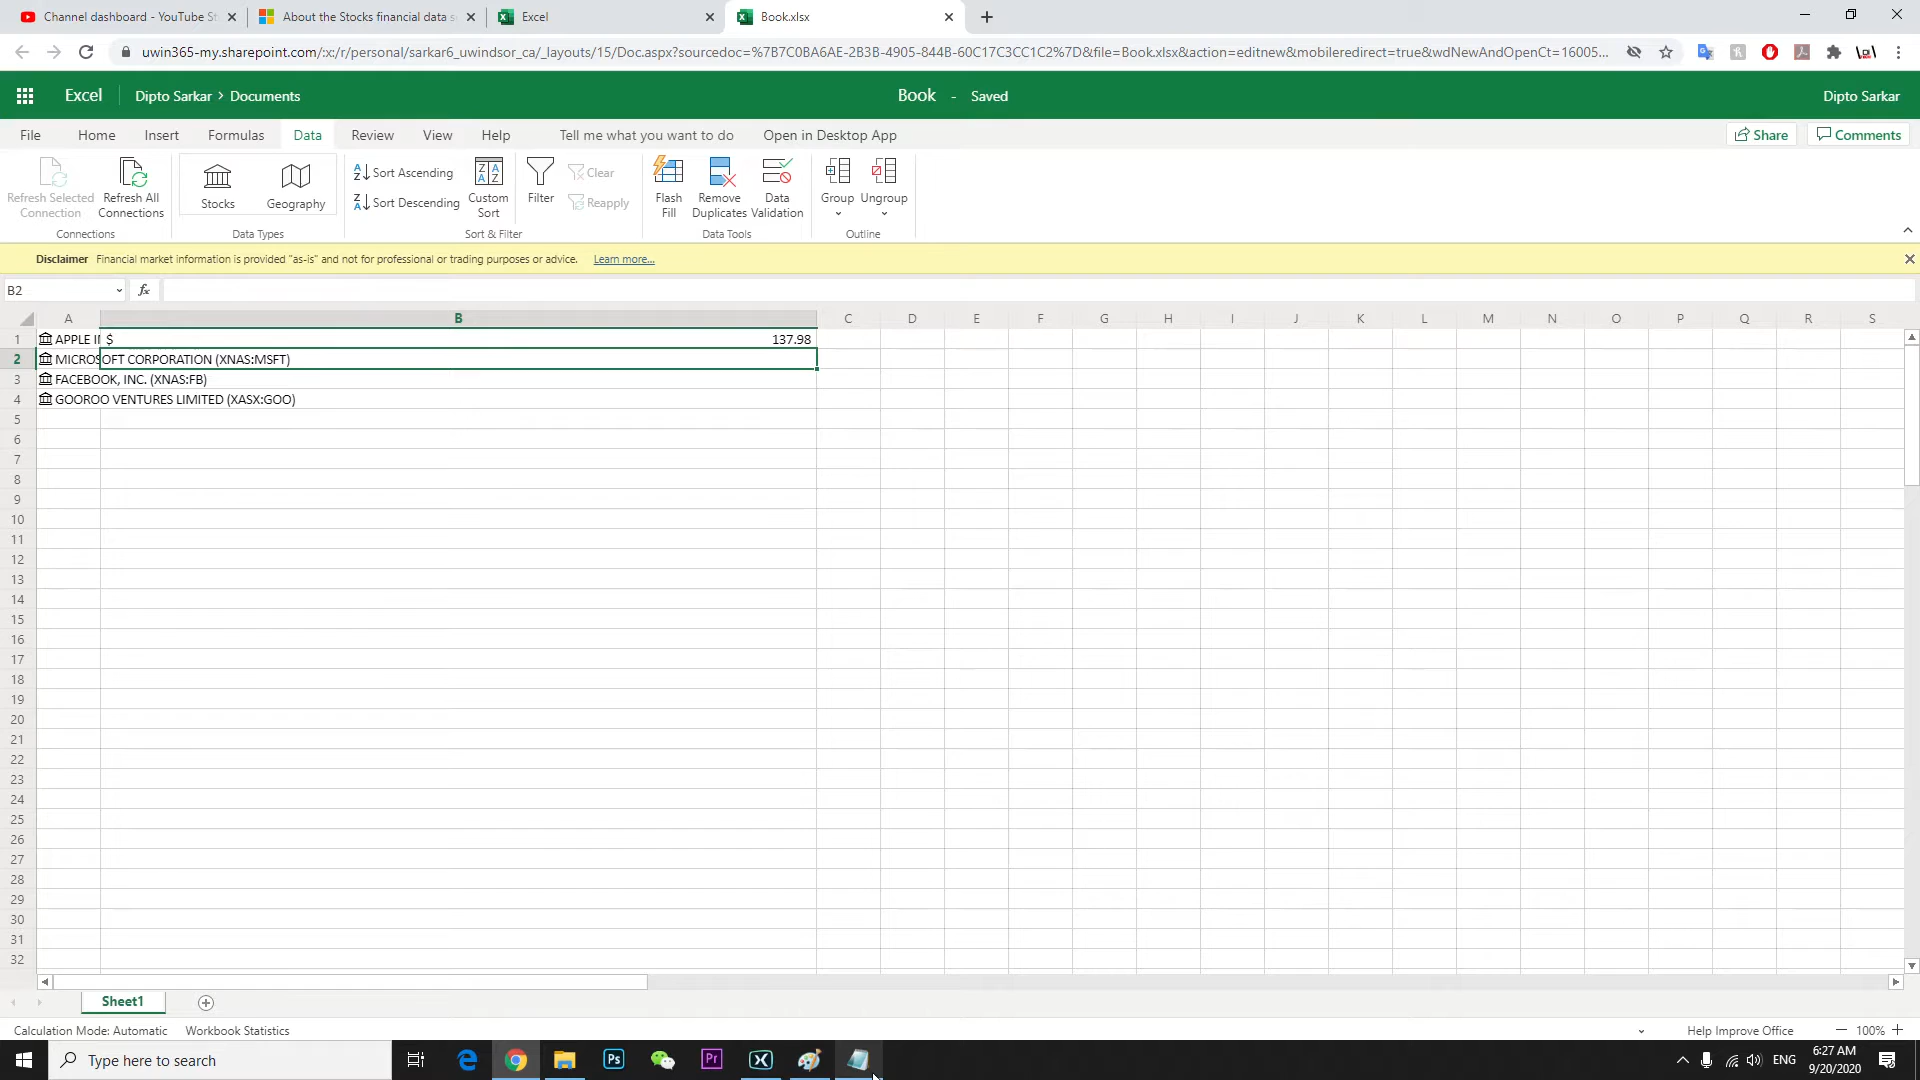 Channel dashboard - YouTube St
About the Stocks financial data s
Excel
Book.xlsx
uwin365-my.sharepoint.com/:x:/r/personal/sarkar6_uwindsor_ca/_layouts/15/Doc.aspx?sourcedoc=%7B7C0BA6AE-2B3B-4905-844B-60C17C3CC1C2%7D&file=Book.xlsx&action=editnew&mobileredirect=true&wdNewAndOpenCt=16005...
Excel
Dipto Sarkar > Documents
Book - Saved
Dipto Sarkar
File Home Insert Formulas Data Review View Help Tell me what you want to do Open in Desktop App
Share Comments
Refresh Selected Connection
Refresh All Connections
Stocks
Geography
Sort Ascending
Sort Descending
Custom Sort
Filter
Clear
Reapply
Flash Fill
Remove Duplicates
Data Validation
Group
Ungroup
Connections
Data Types
Sort & Filter
Data Tools
Outline
Disclaimer Financial market information is provided "as-is" and not for professional or trading purposes or advice. Learn more...
B2 fx
A B C D E F G H I J K L M N O P Q R S
1 APPLE IN $ 137.98
2 MICROSOFT CORPORATION (XNAS:MSFT)
3 FACEBOOK, INC. (XNAS:FB)
4 GOOROO VENTURES LIMITED (XASX:GOO)
5
6
7
8
9
10
11
12
13
14
15
16
17
18
19
20
21
22
23
24
25
26
27
28
29
30
31
32
Sheet1
Calculation Mode: Automatic Workbook Statistics
Help Improve Office 100%
Type here to search
Ps
Pr
ENG
6:27 AM
9/20/2020